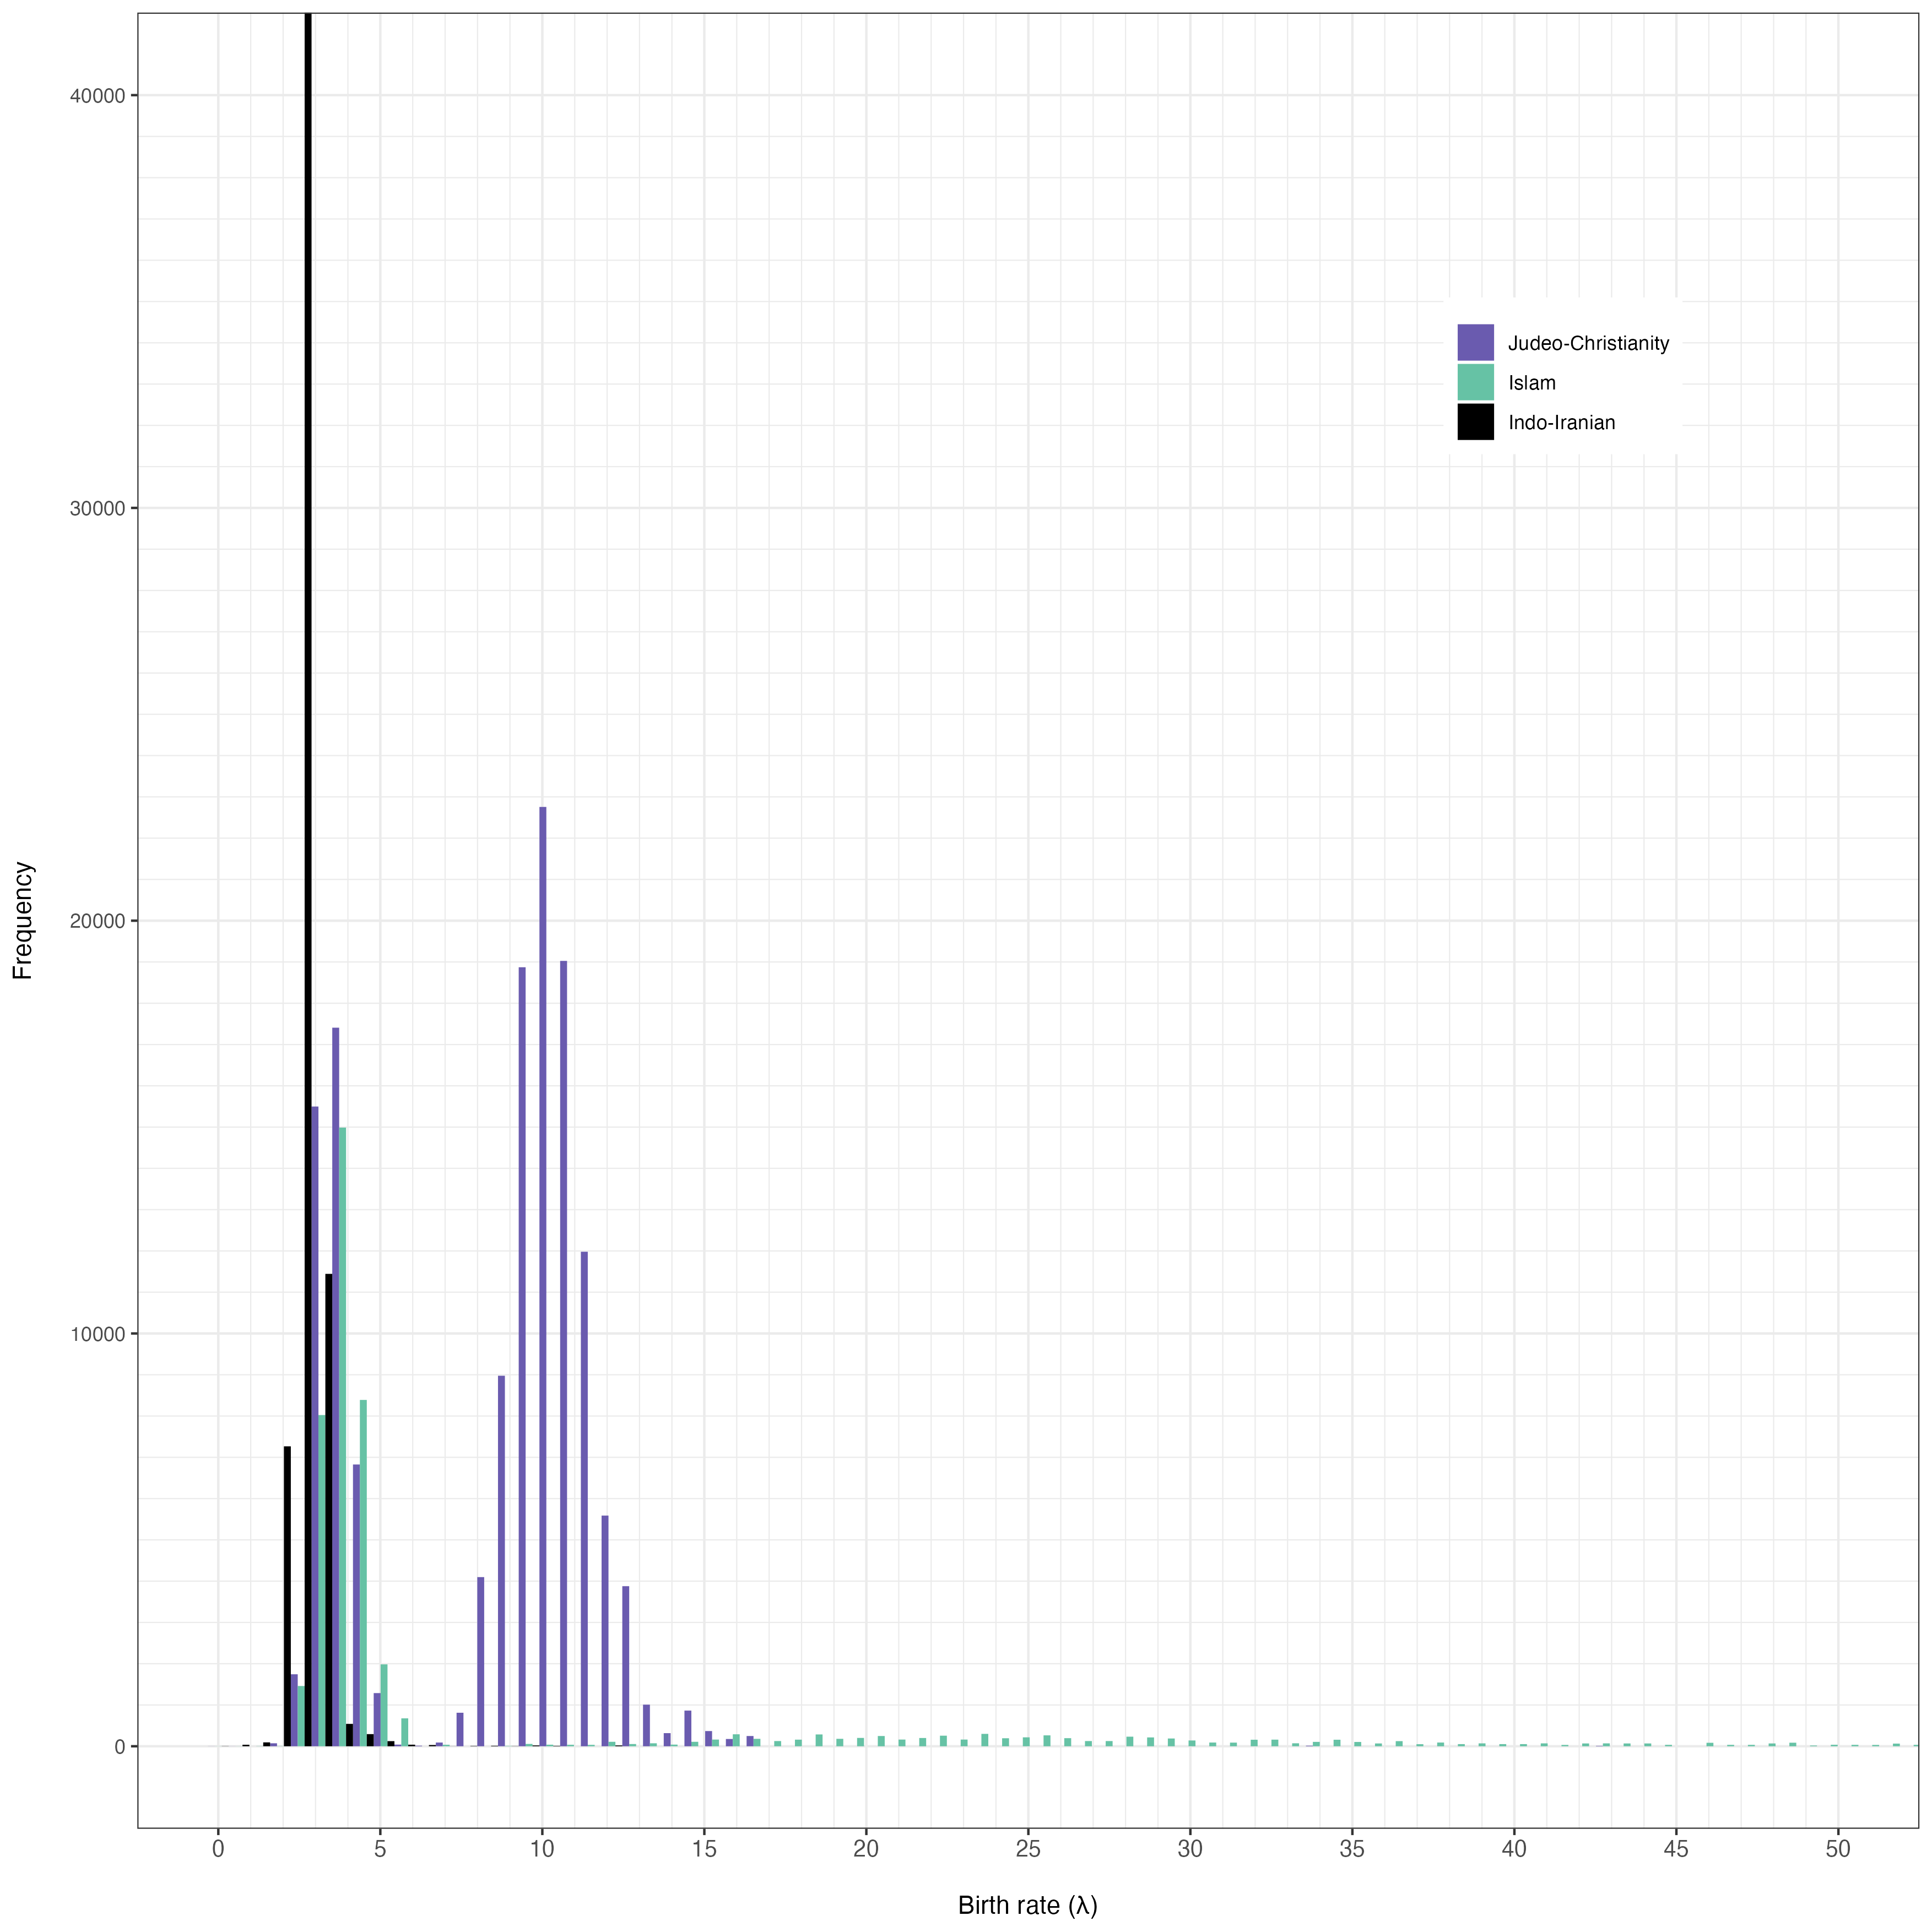 Frequency
40000
30000
20000
10000
0
Judeo-Christianity
Islam
Indo-Iranian
0 5 10 15 20 25 30 35 40 45 50
Birth rate (λ)